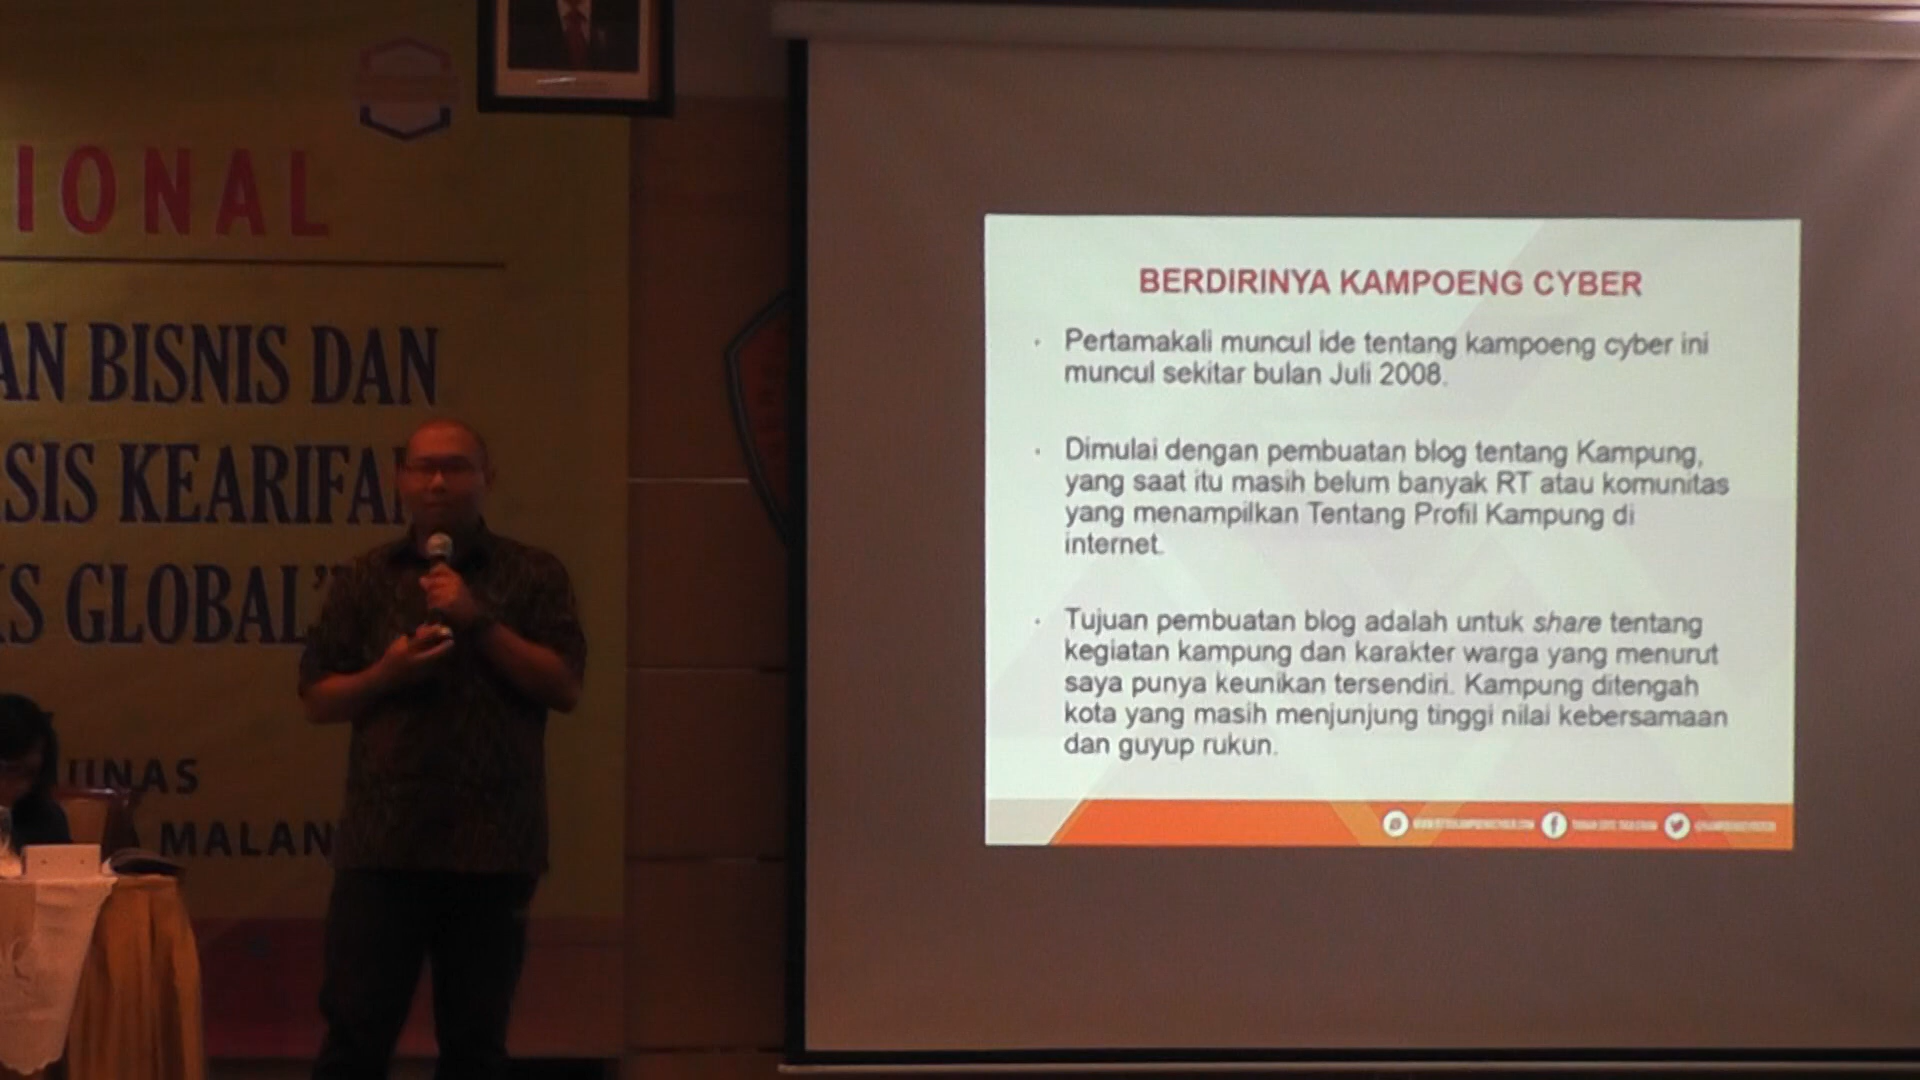 IONAL
AN BISNIS DAN
SIS KEARIFA
S GLOBAL"
MALAN
BERDIRINYA KAMPOENG CYBER
· Pertamakali muncul ide tentang kampoeng cyber ini
muncul sekitar bulan Juli 2008.
· Dimulai dengan pembuatan blog tentang Kampung,
yang saat itu masih belum banyak RT atau komunitas
yang menampilkan Tentang Profil Kampung di
internet.
· Tujuan pembuatan blog adalah untuk share tentang
kegiatan kampung dan karakter warga yang menurut
saya punya keunikan tersendiri. Kampung ditengah
kota yang masih menjunjung tinggi nilai kebersamaan
dan guyup rukun.